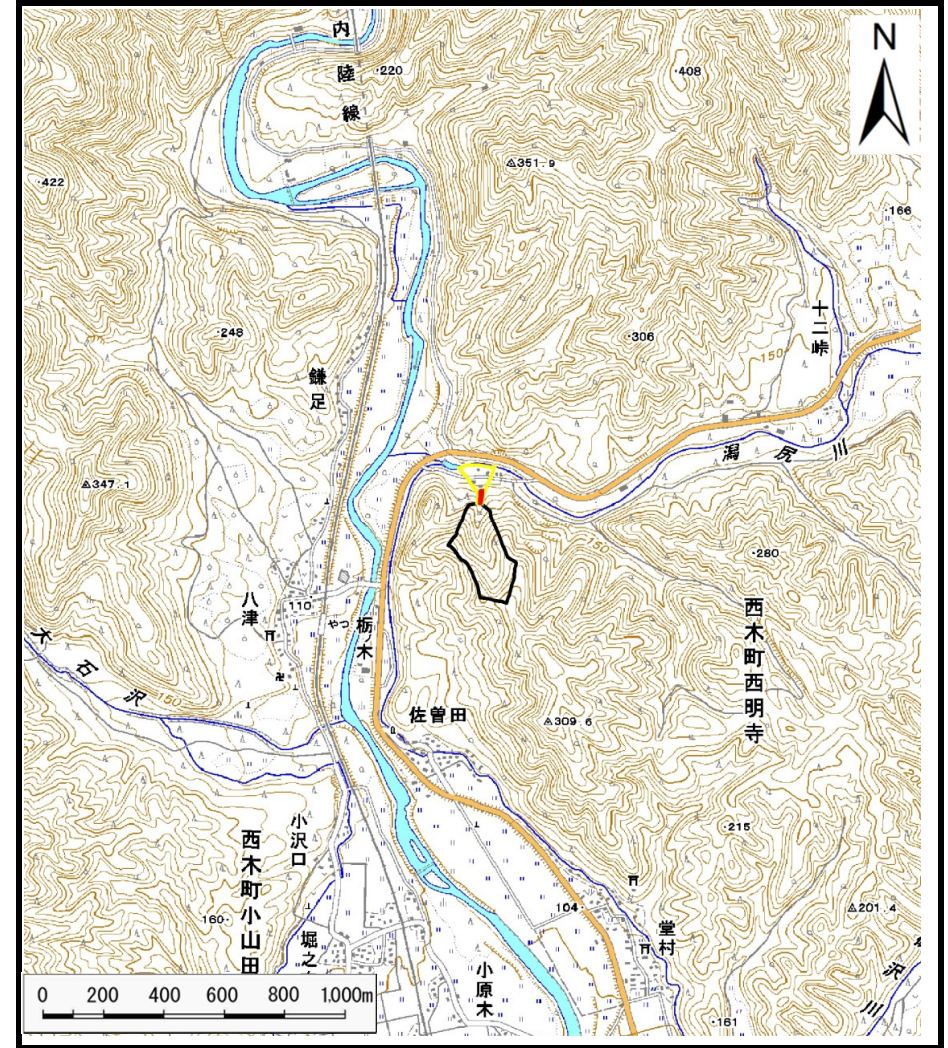 内陸線
N
・220
・408
△351.9
・422
・166
十二峠
・306
・248
150
鎌足
潟尻川
△347.1
150
・280
八津
110
やつ
栃ノ木
西木町西明寺
大石沢
150
佐曽田
△309.6
200
小沢口
・215
西木町小山田
104
160・
堂村
△201.4
堀之
小原木
沢川
・161
0 200 400 600 800 1,000m